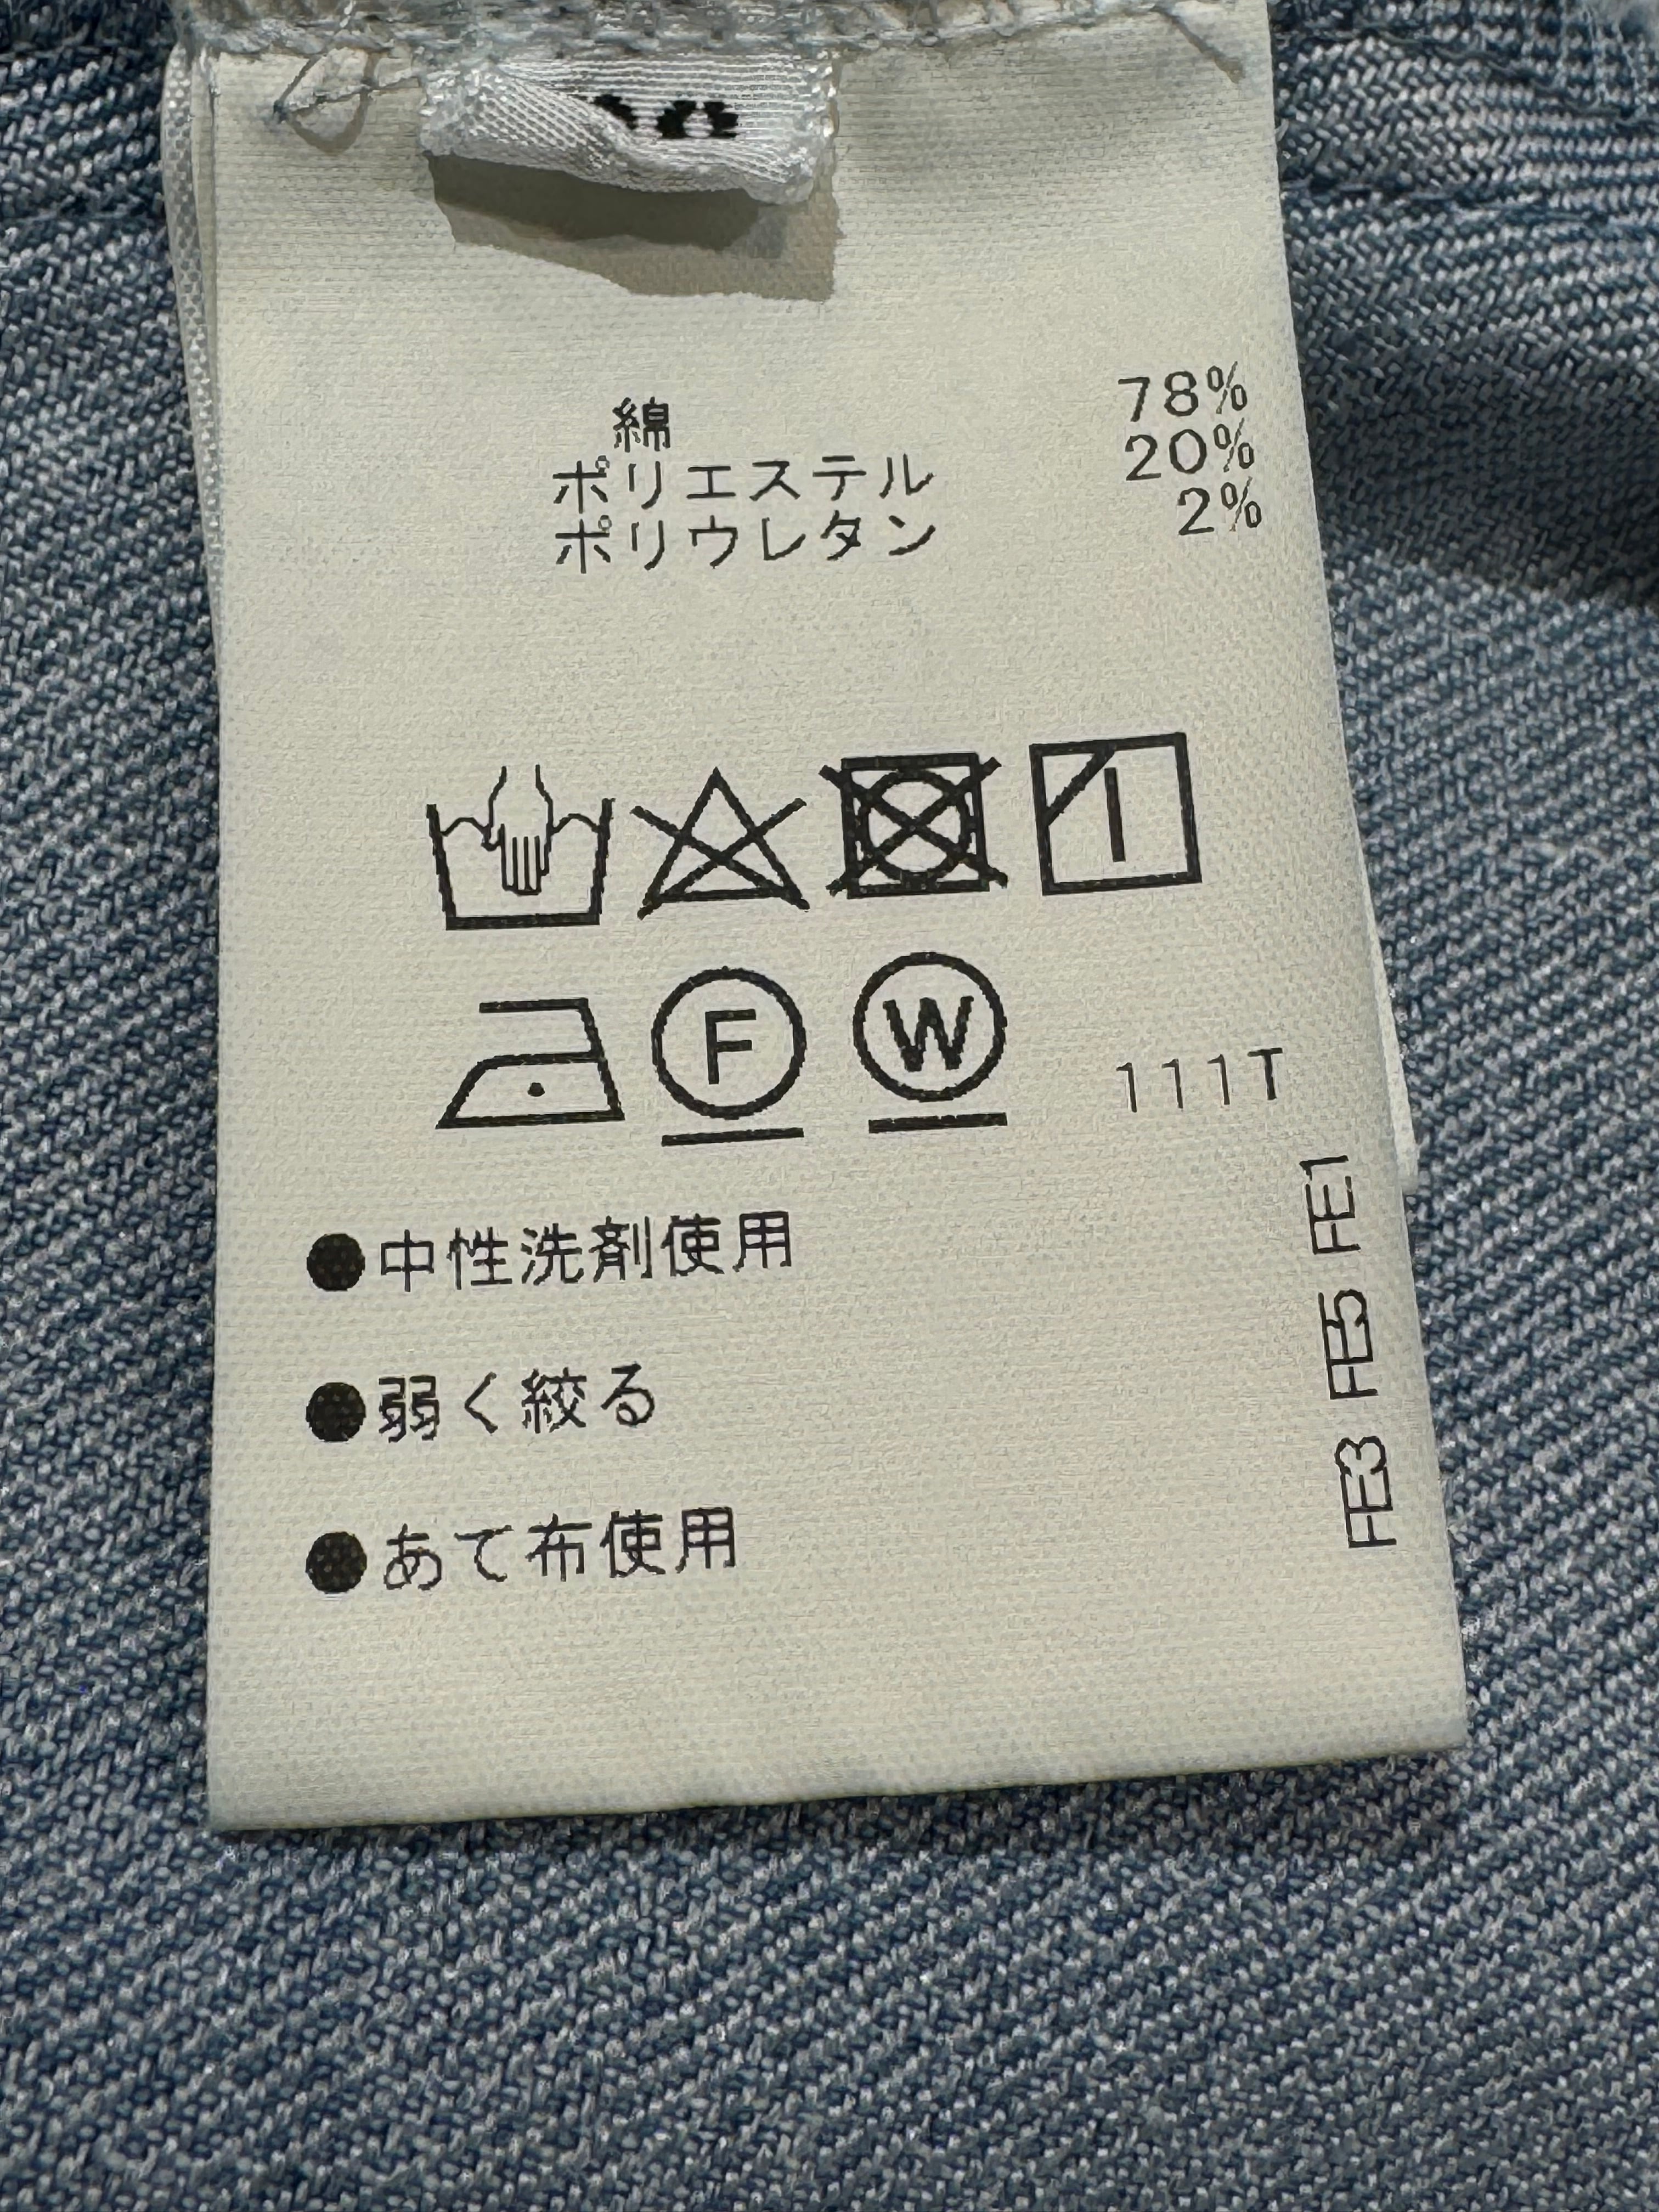 綿 78%
ポリエステル 20%
ポリウレタン 2%
F W 111T
●中性洗剤使用
●弱く絞る
●あて布使用
FE3 FE5 FE1